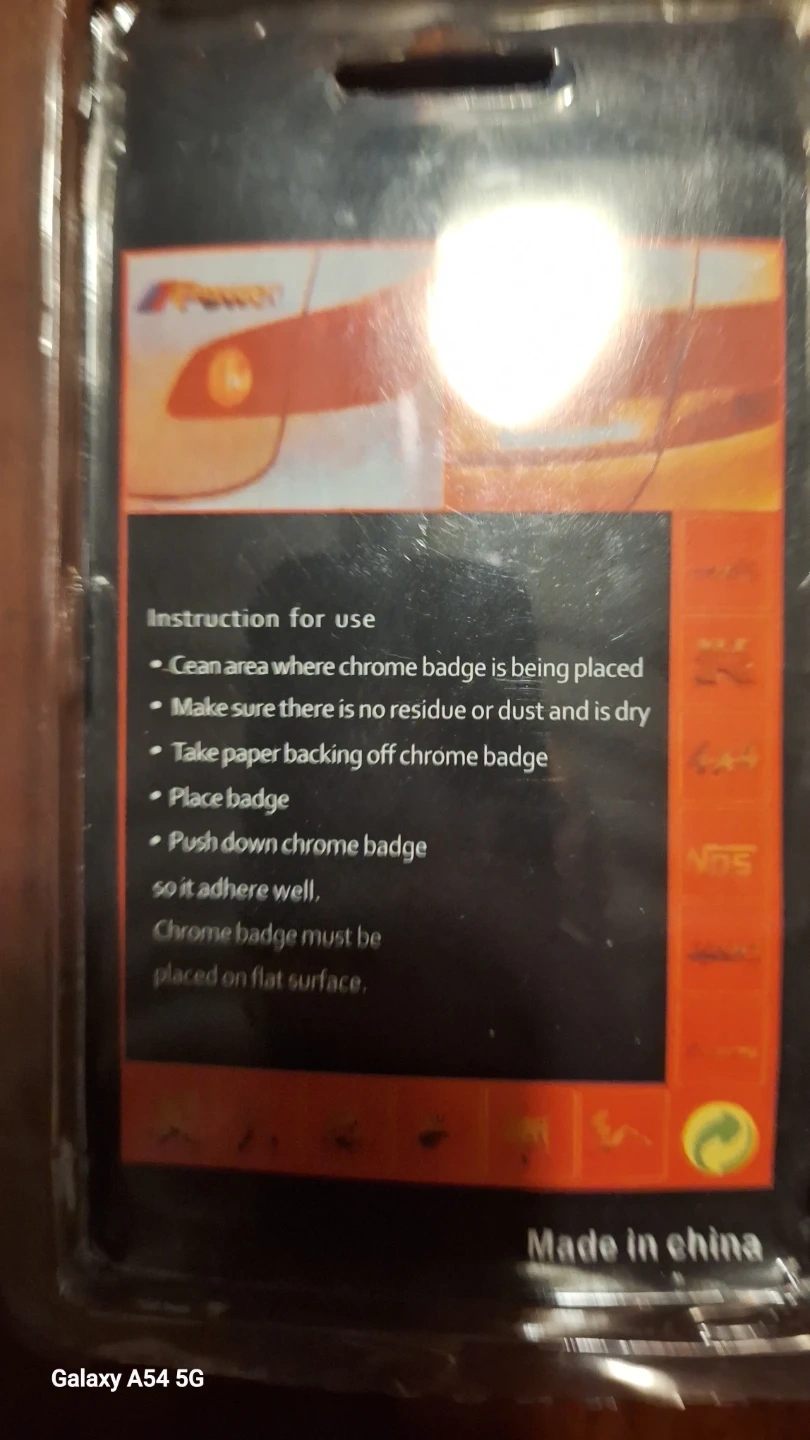 Power
Instruction for use
• Cean area where chrome badge is being placed
• Make sure there is no residue or dust and is dry
• Take paper backing off chrome badge
• Place badge
• Push down chrome badge
so it adhere well.
Chrome badge must be
placed on flat surface.
Made in china
Galaxy A54 5G